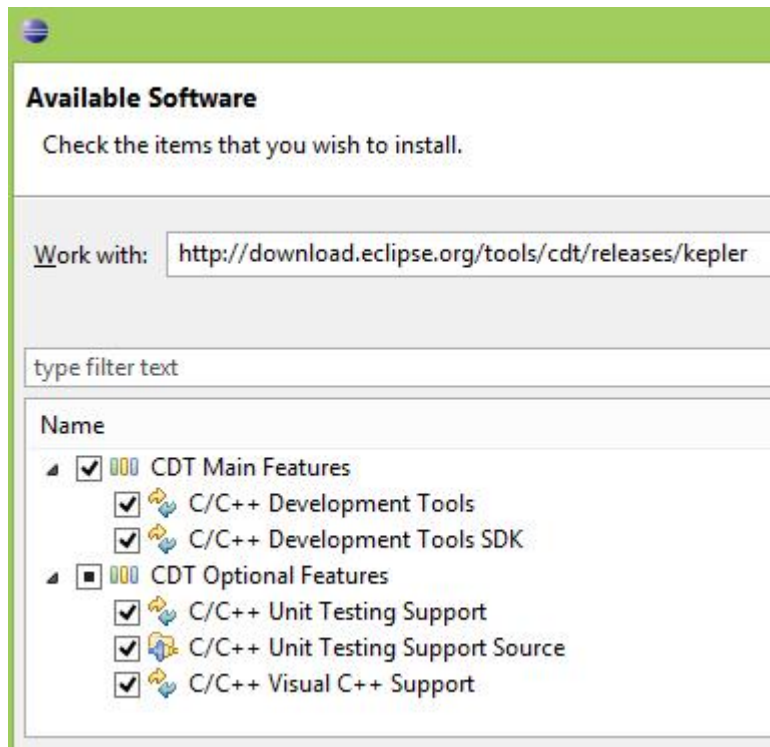 Available Software
Check the items that you wish to install.
Work with: http://download.eclipse.org/tools/cdt/releases/kepler
type filter text
Name
CDT Main Features
C/C++ Development Tools
C/C++ Development Tools SDK
CDT Optional Features
C/C++ Unit Testing Support
C/C++ Unit Testing Support Source
C/C++ Visual C++ Support